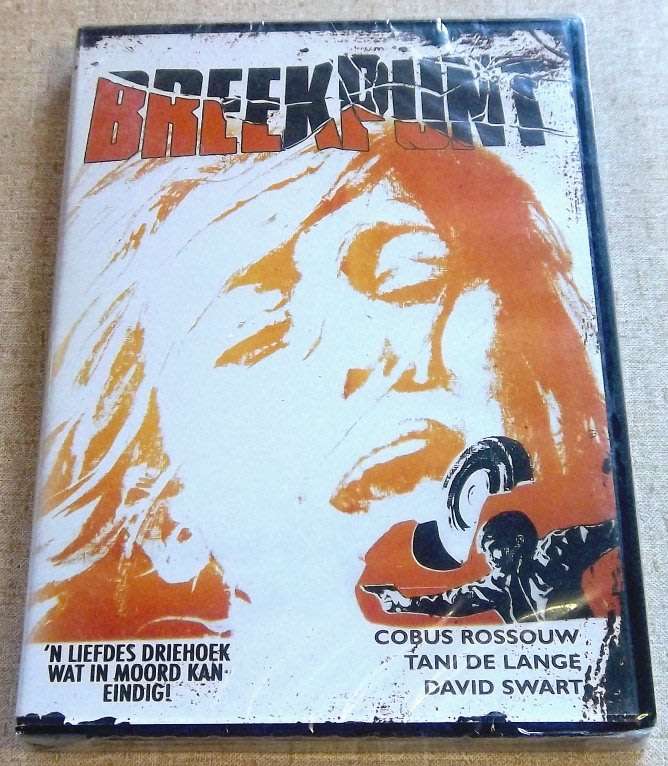 BREEKPUNT
'N LIEFDES DRIEHOEK
WAT IN MOORD KAN
EINDIG!
COBUS ROSSOUW
TANI DE LANGE
DAVID SWART